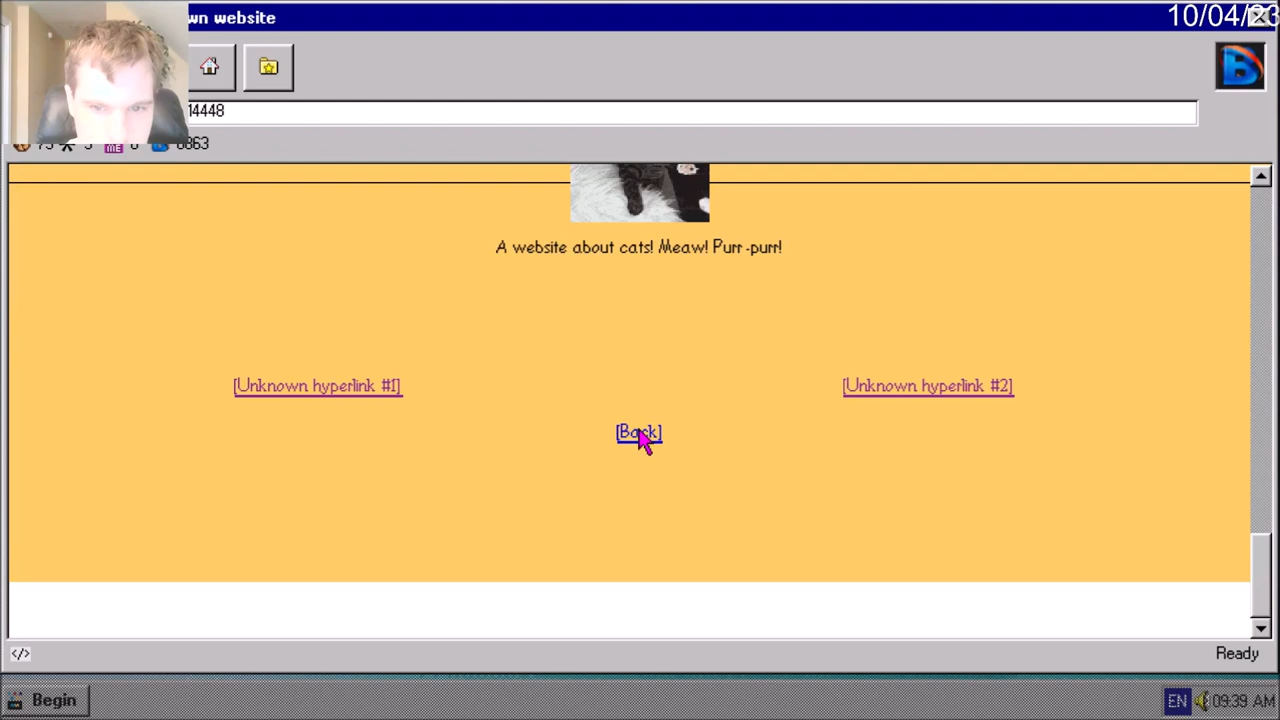 wn website
10/04/23
14448
A website about cats! Meaw! Purr-purr!
[Unknown hyperlink #1]
[Unknown hyperlink #2]
[Back]
</>
Ready
Begin
EN
09:39 AM